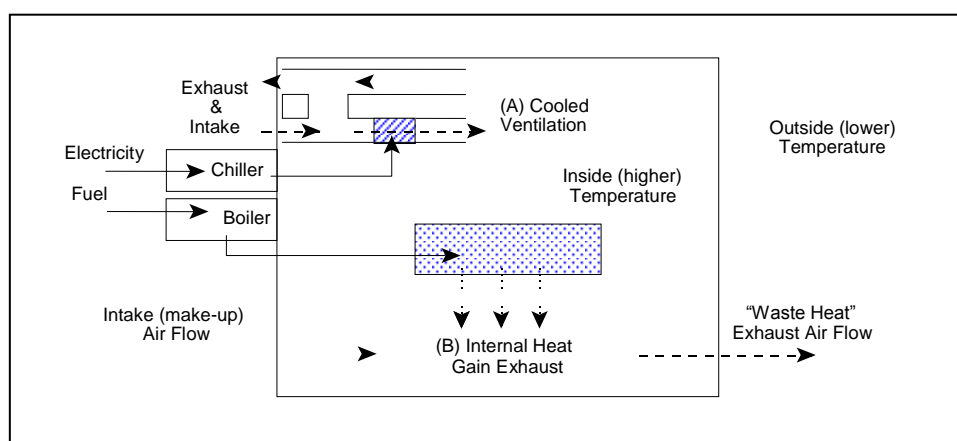 Exhaust
&
Intake
(A) Cooled
Ventilation
Outside (lower)
Temperature
Electricity
Chiller
Fuel
Inside (higher)
Temperature
Boiler
Intake (make-up)
Air Flow
(B) Internal Heat
Gain Exhaust
“Waste Heat”
Exhaust Air Flow